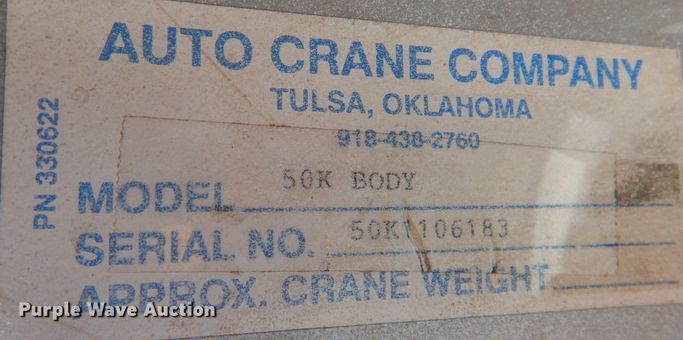 AUTO CRANE COMPANY
TULSA, OKLAHOMA
918-438-2760
PN 330622
MODEL 50K BODY
SERIAL NO. 50K1106183
APPROX. CRANE WEIGHT
Purple Wave Auction